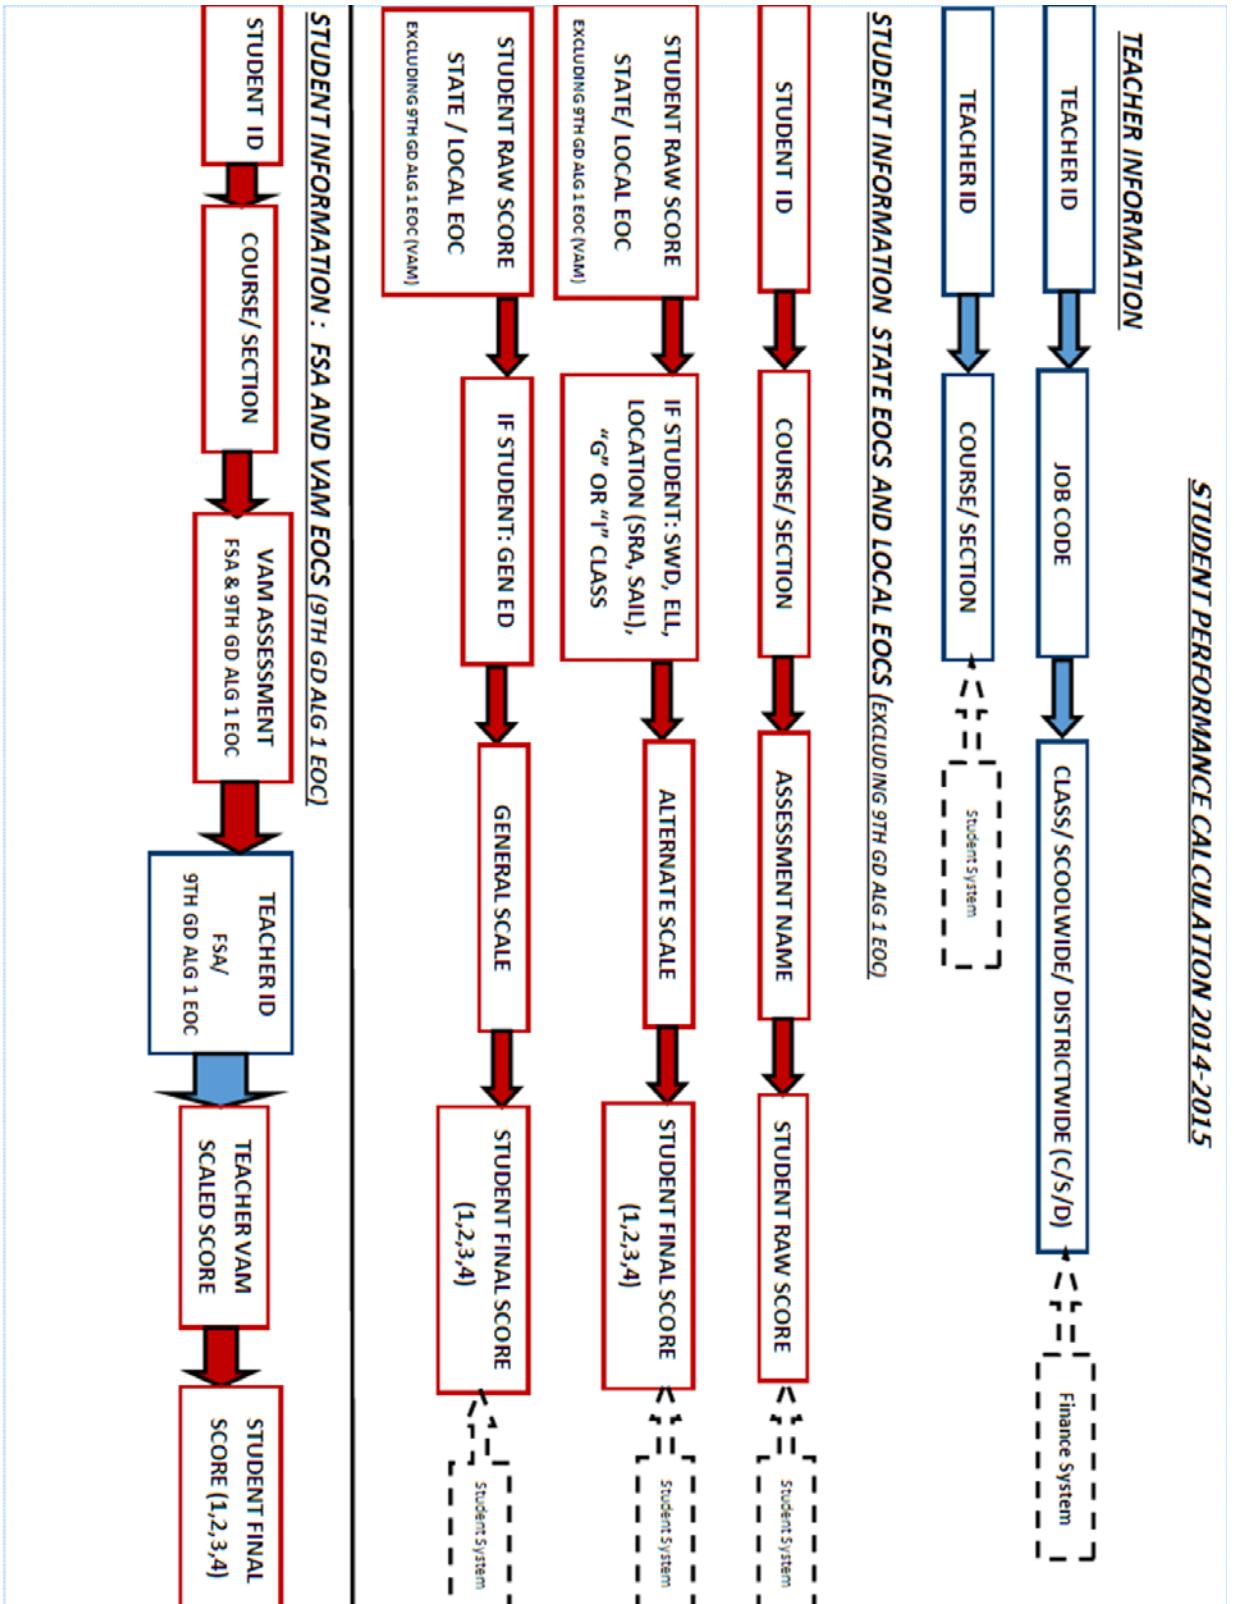 STUDENT PERFORMANCE CALCULATION 2014-2015
TEACHER INFORMATION
TEACHER ID
JOB CODE
CLASS/ SCOOLWIDE/ DISTRICTWIDE (C/S/D)
Finance System
TEACHER ID
COURSE/ SECTION
Student System
STUDENT INFORMATION STATE EOCS AND LOCAL EOCS (EXCLUDING 9TH GD ALG 1 EOC)
STUDENT ID
COURSE/ SECTION
ASSESSMENT NAME
STUDENT RAW SCORE
Student System
STUDENT RAW SCORE
STATE/ LOCAL EOC
EXCLUDING 9TH GD ALG 1 EOC (VAM)
IF STUDENT: SWD, ELL,
LOCATION (SRA, SAIL),
“G” OR “I” CLASS
ALTERNATE SCALE
STUDENT FINAL SCORE
(1,2,3,4)
Student System
STUDENT RAW SCORE
STATE / LOCAL EOC
EXCLUDING 9TH GD ALG 1 EOC (VAM)
IF STUDENT: GEN ED
GENERAL SCALE
STUDENT FINAL SCORE
(1,2,3,4)
Student System
STUDENT INFORMATION : FSA AND VAM EOCS (9TH GD ALG 1 EOC)
STUDENT ID
COURSE/ SECTION
VAM ASSESSMENT
FSA & 9TH GD ALG 1 EOC
TEACHER ID
FSA/
9TH GD ALG 1 EOC
TEACHER VAM
SCALED SCORE
STUDENT FINAL
SCORE (1,2,3,4)